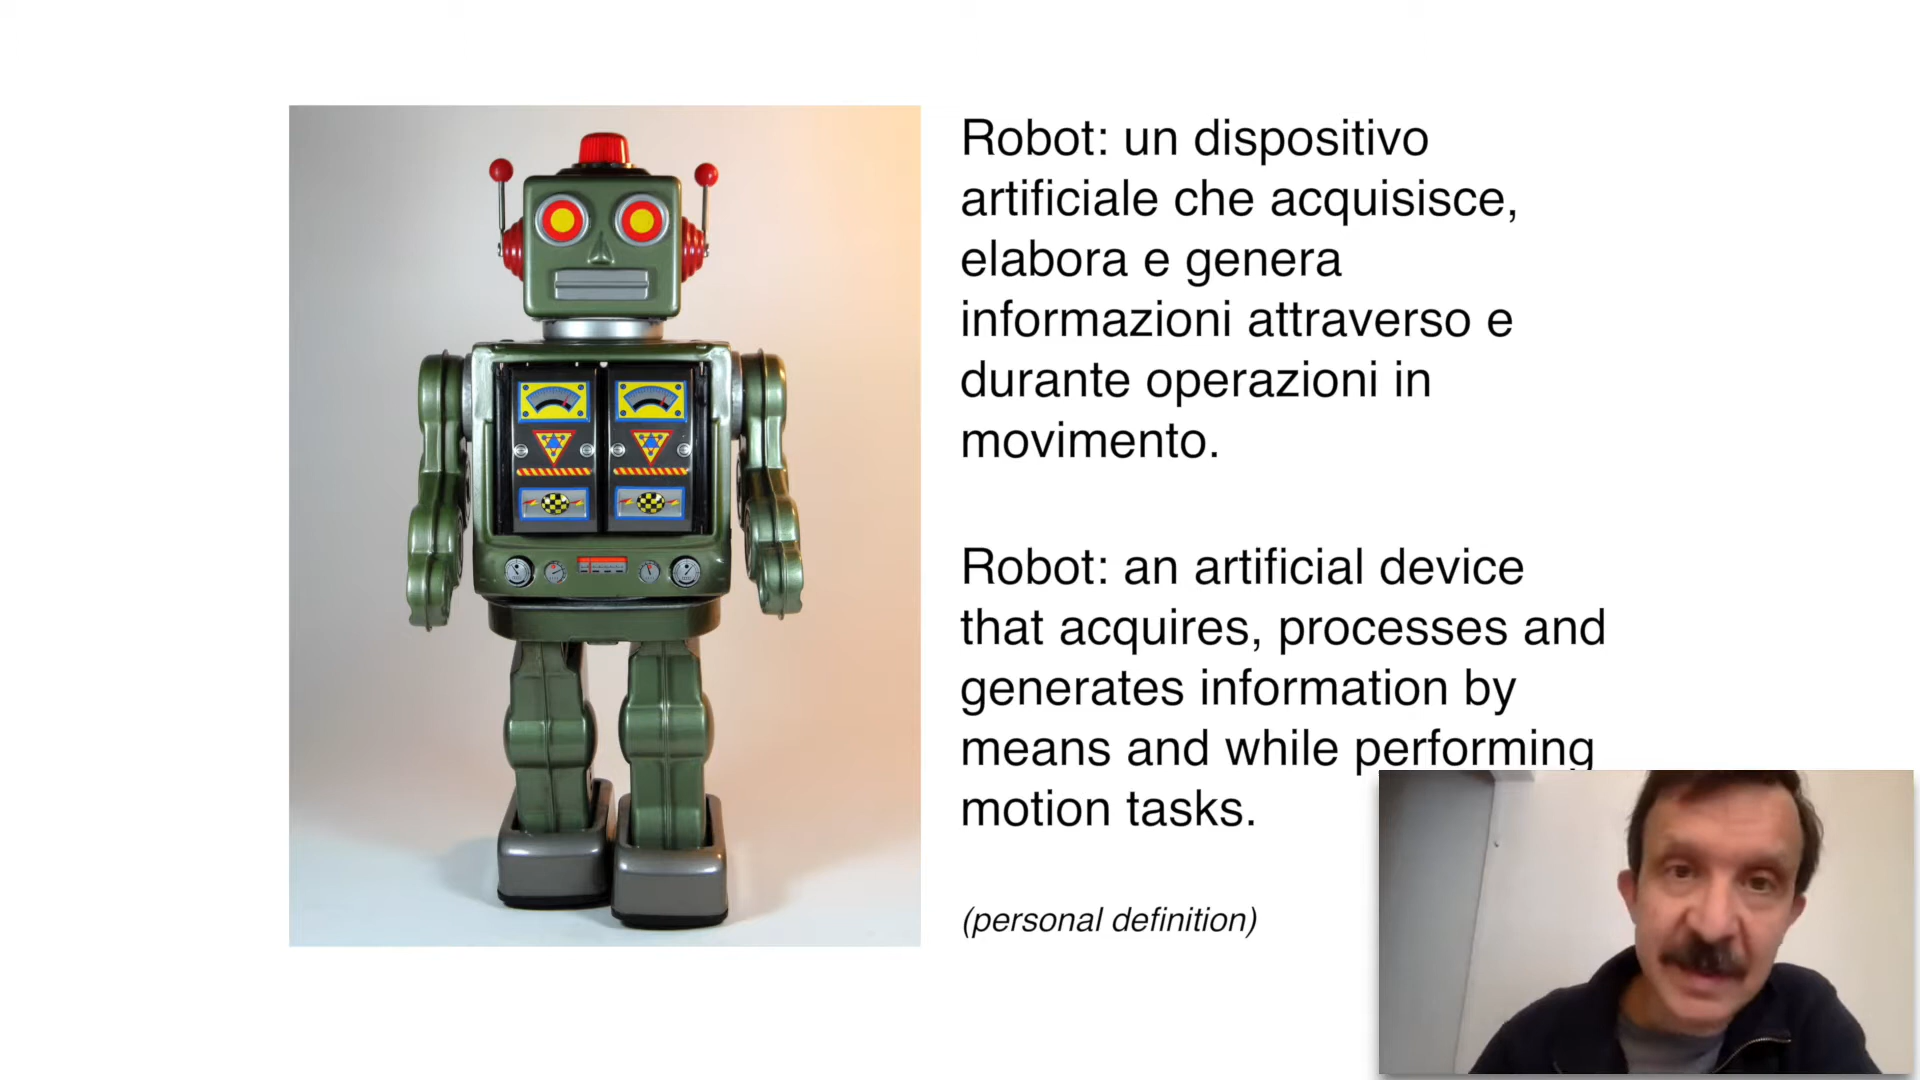 Robot: un dispositivo
artificiale che acquisisce,
elabora e genera
informazioni attraverso e
durante operazioni in
movimento.
Robot: an artificial device
that acquires, processes and
generates information by
means and while performing
motion tasks.
(personal definition)